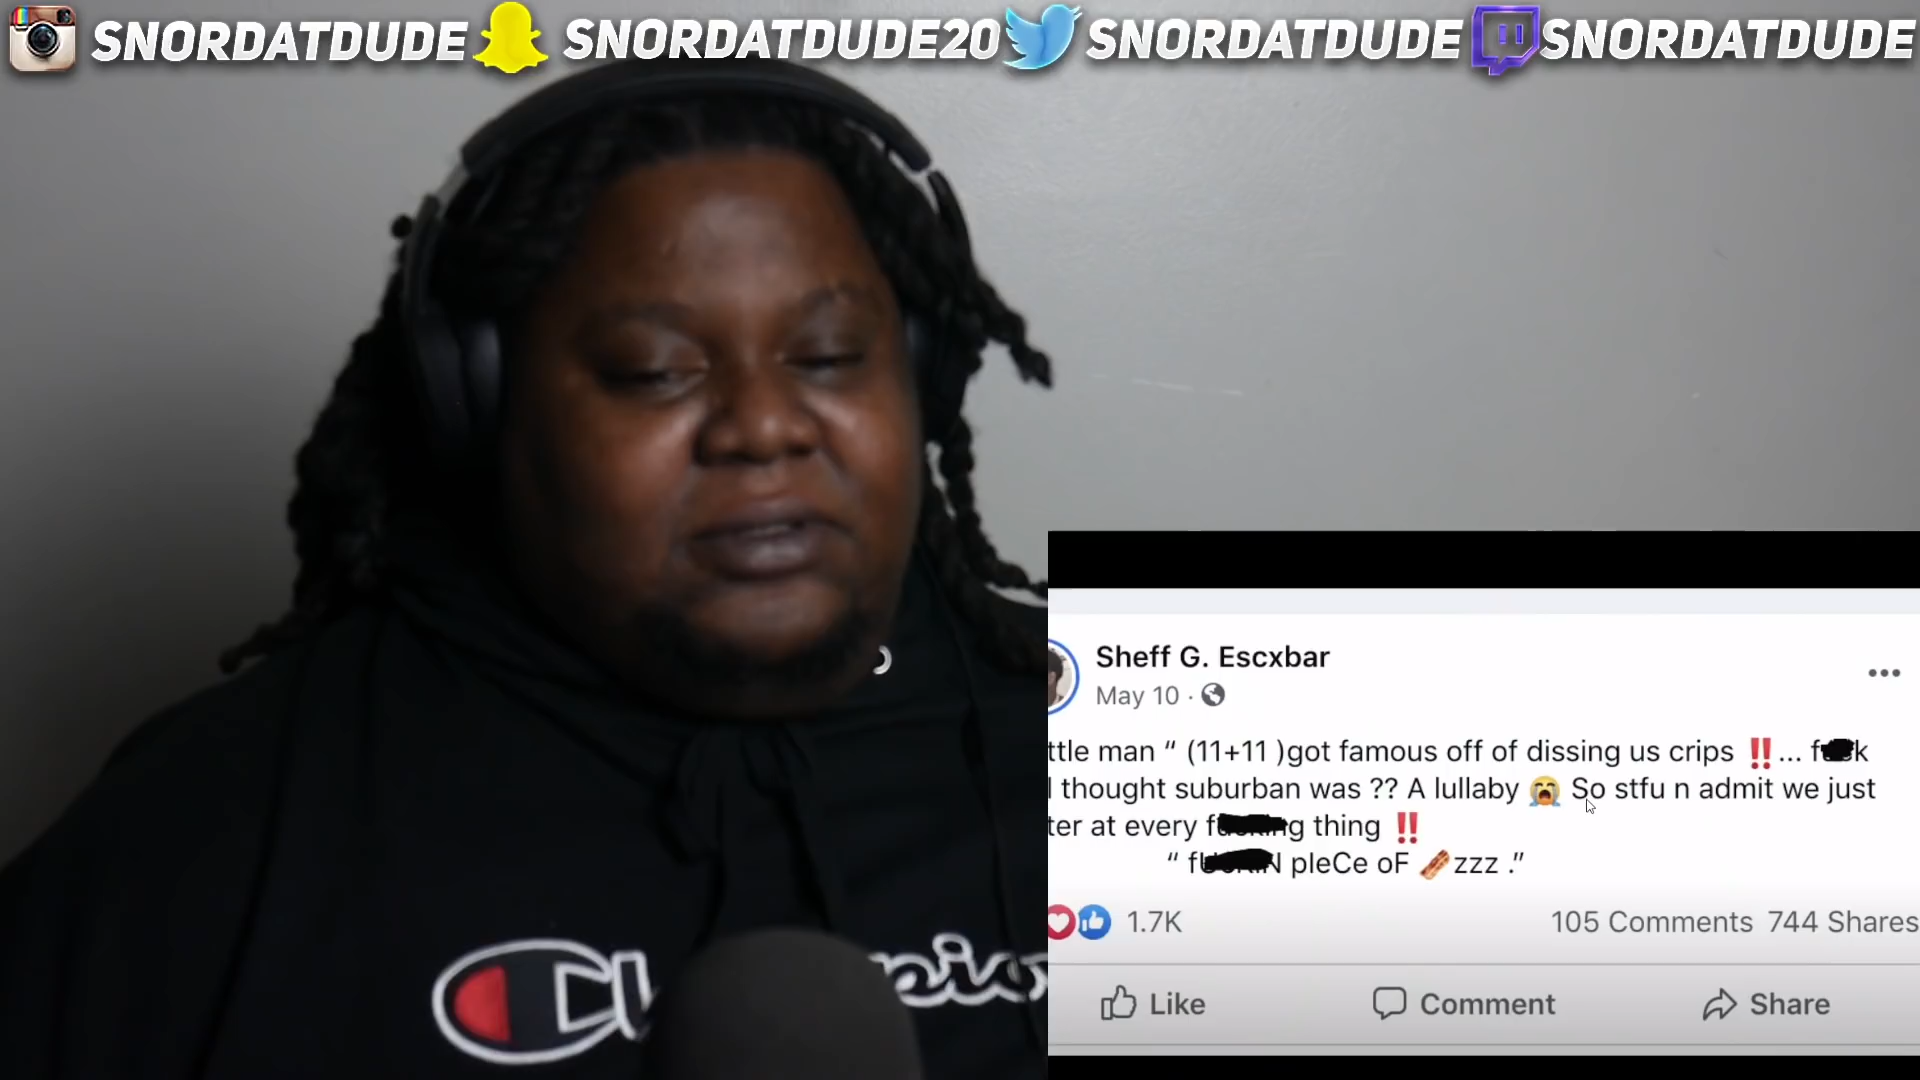 SNORDATDUDE SNORDATDUDE20 SNORDATDUDE SNORDATDUDE
Sheff G. Escxbar
May 10 ·
ttle man “ (11+11 )got famous off of dissing us crips ‼️... f k
thought suburban was ?? A lullaby 😭 So stfu n admit we just
ter at every f g thing ‼️
“ f N pIeCe oF 🥓zzz .”
1.7K 105 Comments 744 Shares
Like Comment Share